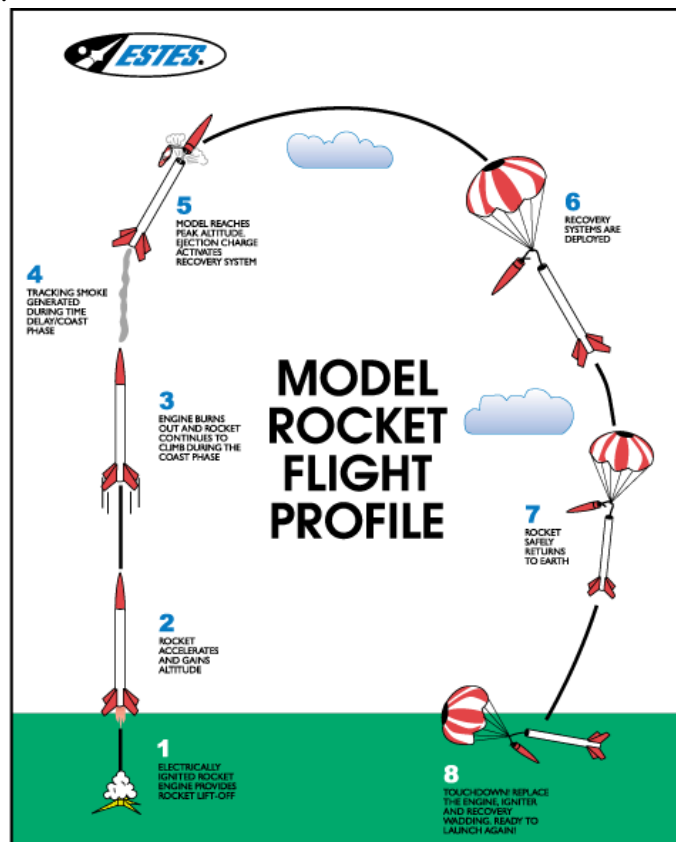 ESTES.
5
MODEL REACHES
PEAK ALTITUDE.
EJECTION CHARGE
ACTIVATES
RECOVERY SYSTEM
6
RECOVERY
SYSTEMS ARE
DEPLOYED
4
TRACKING SMOKE
GENERATED
DURING TIME
DELAY/COAST
PHASE
MODEL
ROCKET
FLIGHT
PROFILE
3
ENGINE BURNS
OUT AND ROCKET
CONTINUES TO
CLIMB DURING THE
COAST PHASE
7
ROCKET
SAFELY
RETURNS
TO EARTH
2
ROCKET
ACCELERATES
AND GAINS
ALTITUDE
1
ELECTRICALLY
IGNITED ROCKET
ENGINE PROVIDES
ROCKET LIFT-OFF
8
TOUCHDOWN! REPLACE
THE ENGINE, IGNITER
AND RECOVERY
WADDING. READY TO
LAUNCH AGAIN!